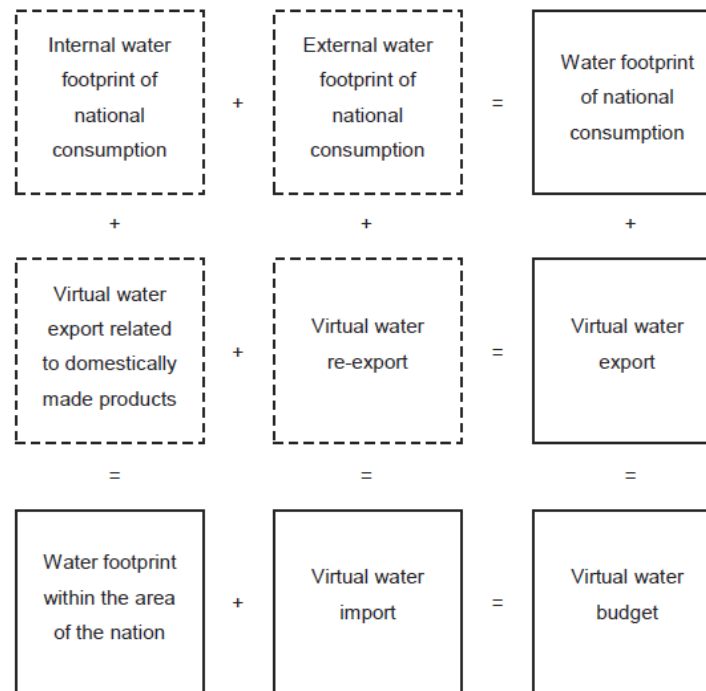 Internal water
footprint of
national
consumption
+
External water
footprint of
national
consumption
=
Water footprint
of national
consumption
+
+
+
Virtual water
export related
to domestically
made products
+
Virtual water
re-export
=
Virtual water
export
=
=
=
Water footprint
within the area
of the nation
+
Virtual water
import
=
Virtual water
budget